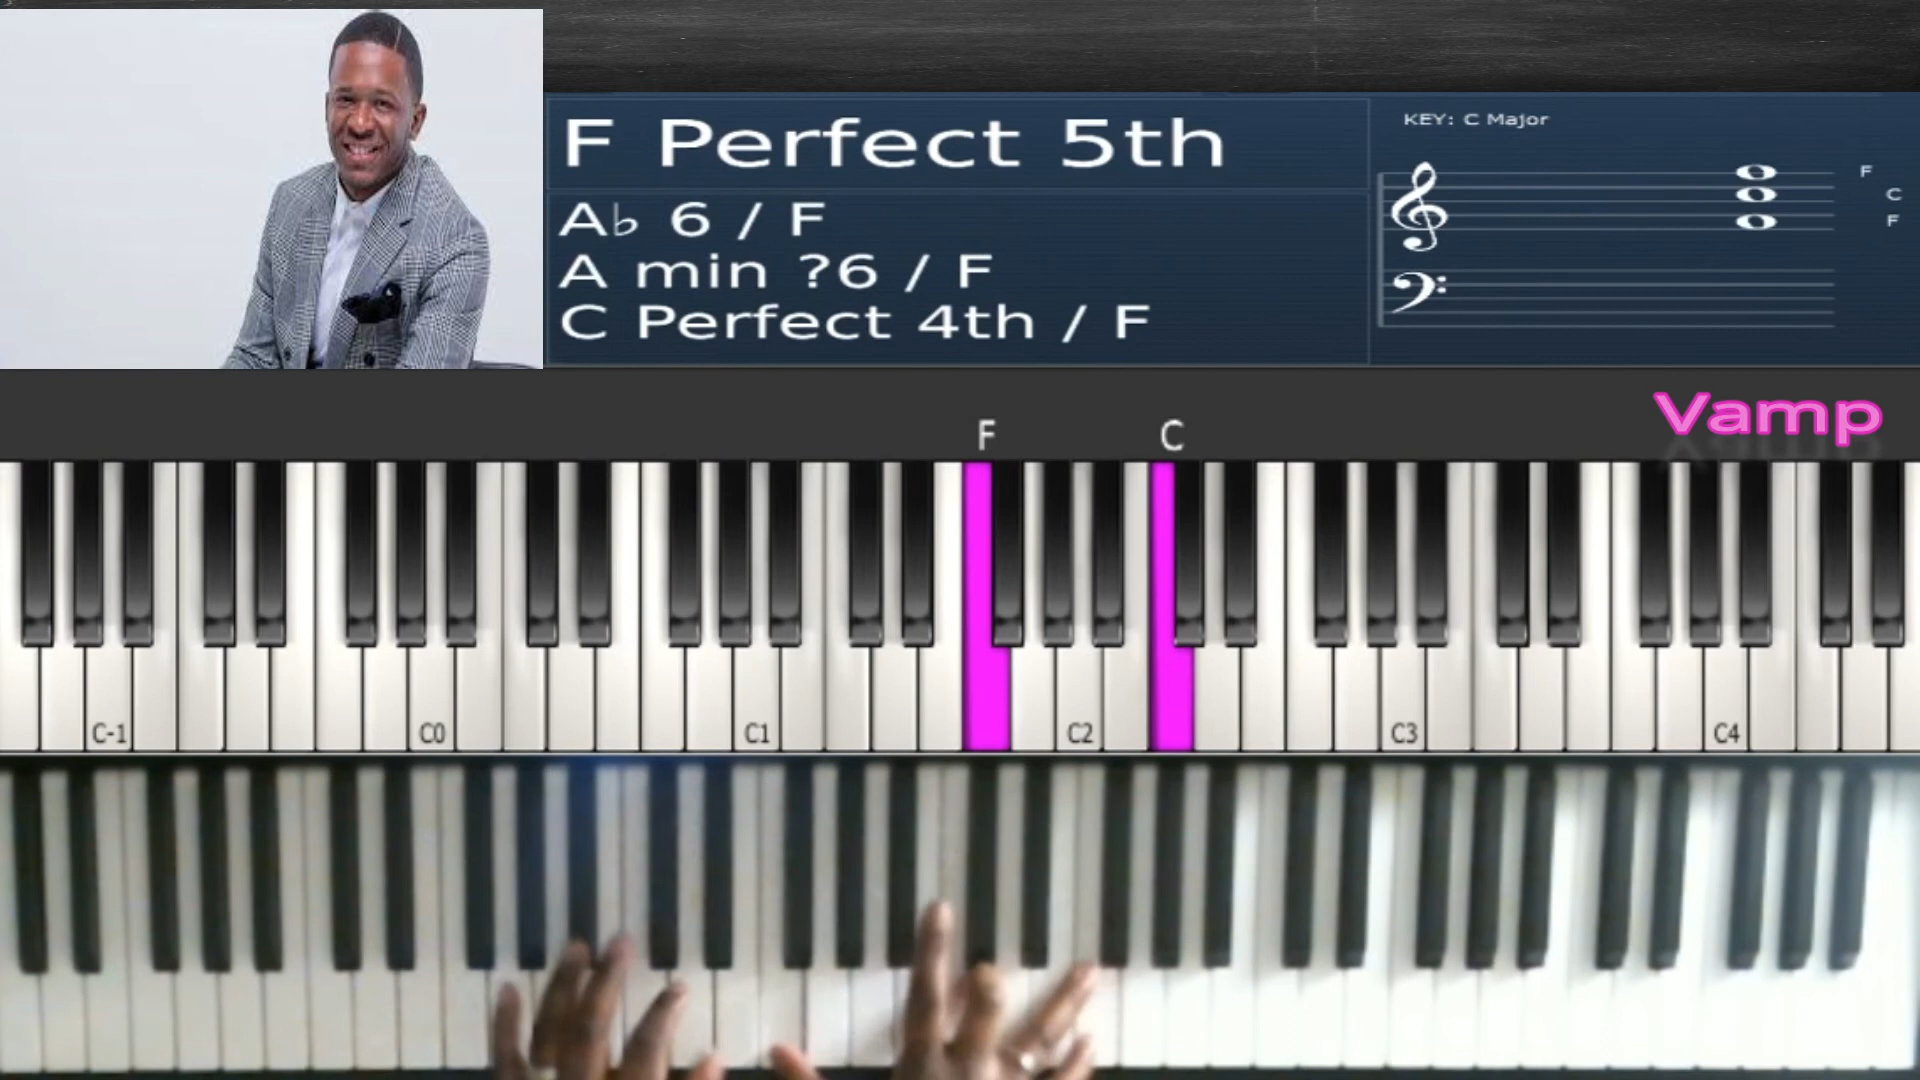 F Perfect 5th
A♭ 6 / F
A min ?6 / F
C Perfect 4th / F
KEY: C Major
F
C
F
Vamp
F C
C-1 C0 C1 C2 C3 C4